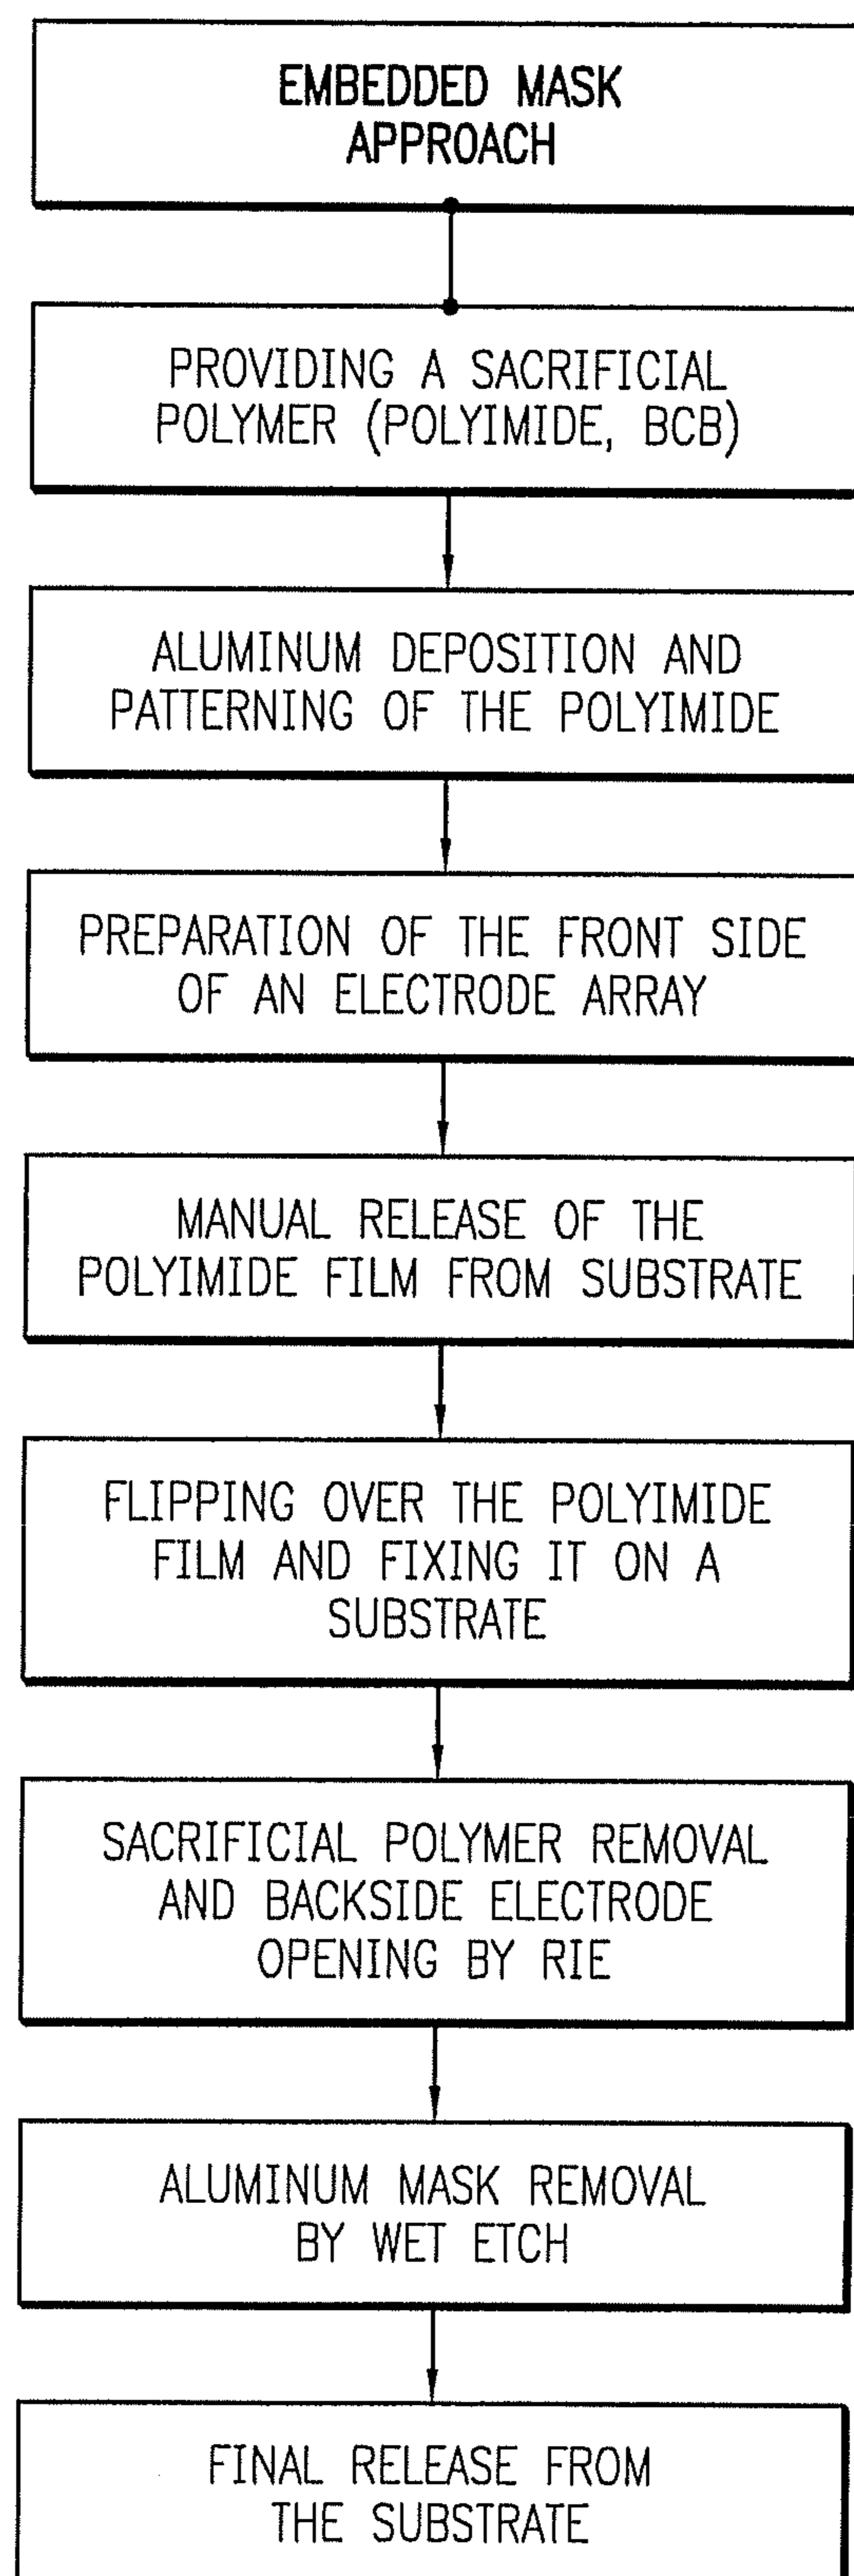 EMBEDDED MASK
APPROACH
PROVIDING A SACRIFICIAL
POLYMER (POLYIMIDE, BCB)
ALUMINUM DEPOSITION AND
PATTERNING OF THE POLYIMIDE
PREPARATION OF THE FRONT SIDE
OF AN ELECTRODE ARRAY
MANUAL RELEASE OF THE
POLYIMIDE FILM FROM SUBSTRATE
FLIPPING OVER THE POLYIMIDE
FILM AND FIXING IT ON A
SUBSTRATE
SACRIFICIAL POLYMER REMOVAL
AND BACKSIDE ELECTRODE
OPENING BY RIE
ALUMINUM MASK REMOVAL
BY WET ETCH
FINAL RELEASE FROM
THE SUBSTRATE